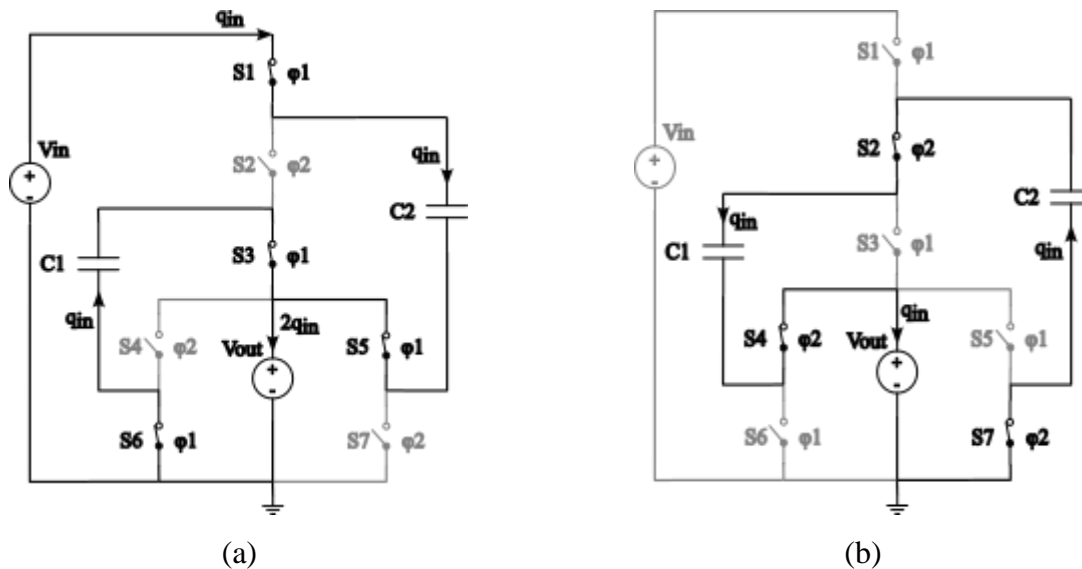 qin
S1 φ1
Vin
+
-
S2 φ2
qin
C2
C1
S3 φ1
qin
2qin
S4 φ2
Vout
+
-
S5 φ1
S6 φ1
S7 φ2
(a)
S1 φ1
Vin
+
-
S2 φ2
qin
C2
C1
S3 φ1
qin
qin
S4 φ2
Vout
+
-
S5 φ1
S6 φ1
S7 φ2
(b)